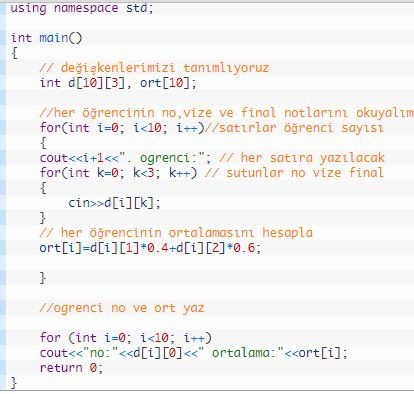 using namespace std;
int main()
{
// değişkenlerimizi tanımlıyoruz
int d[10][3], ort[10];
//her öğrencinin no,vize ve final notlarını okuyalım
for(int i=0; i<10; i++)//satırlar öğrenci sayısı
{
cout<<i+1<<". ogrenci:"; // her satıra yazılacak
for(int k=0; k<3; k++) // sutunlar no vize final
{
cin>>d[i][k];
}
// her öğrencinin ortalamasını hesapla
ort[i]=d[i][1]*0.4+d[i][2]*0.6;
}
//ogrenci no ve ort yaz
for (int i=0; i<10; i++)
cout<<"no:"<<d[i][0]<<" ortalama:"<<ort[i];
return 0;
}